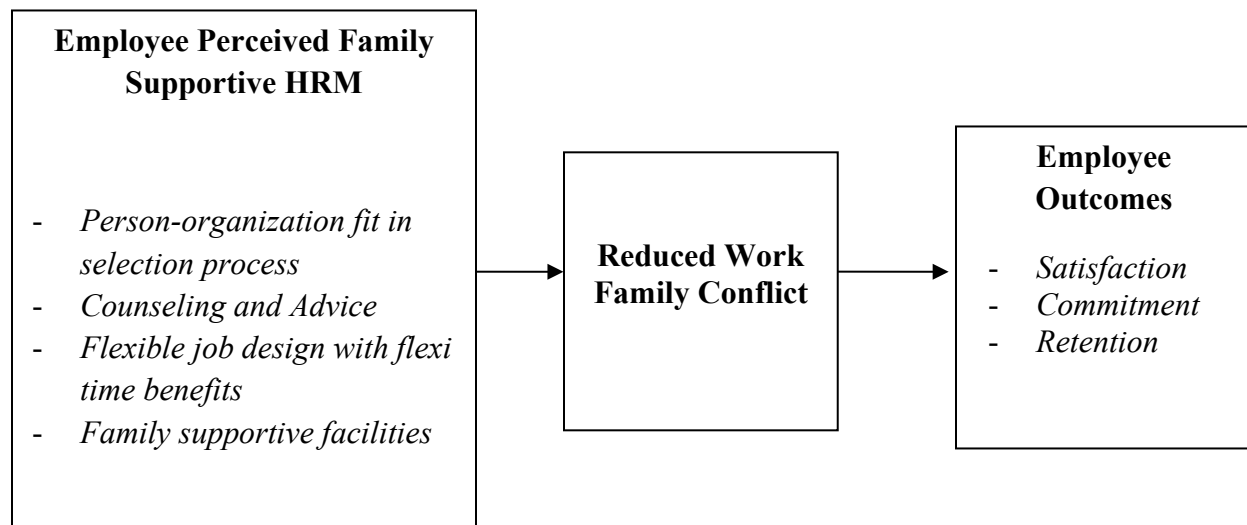 Employee Perceived Family
Supportive HRM
- Person-organization fit in
selection process
- Counseling and Advice
- Flexible job design with flexi
time benefits
- Family supportive facilities
Reduced Work
Family Conflict
Employee
Outcomes
- Satisfaction
- Commitment
- Retention